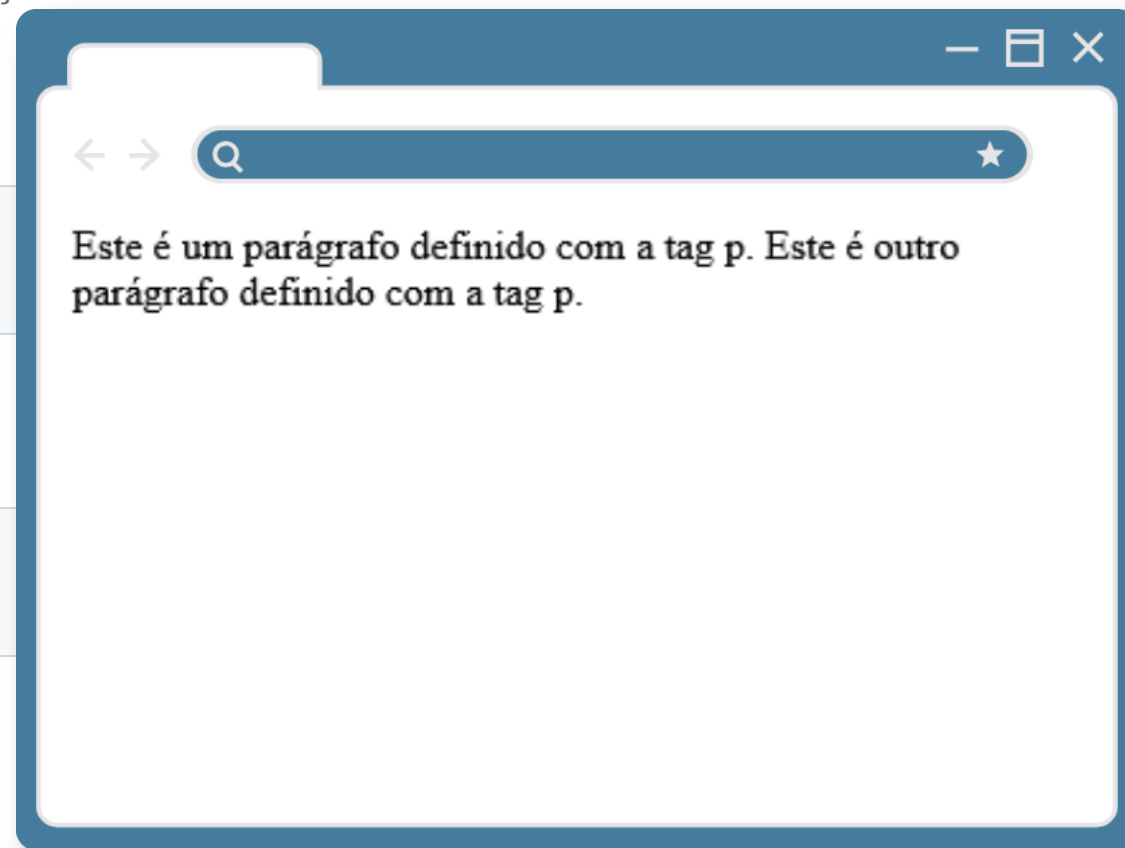 Este é um parágrafo definido com a tag p. Este é outro
parágrafo definido com a tag p.